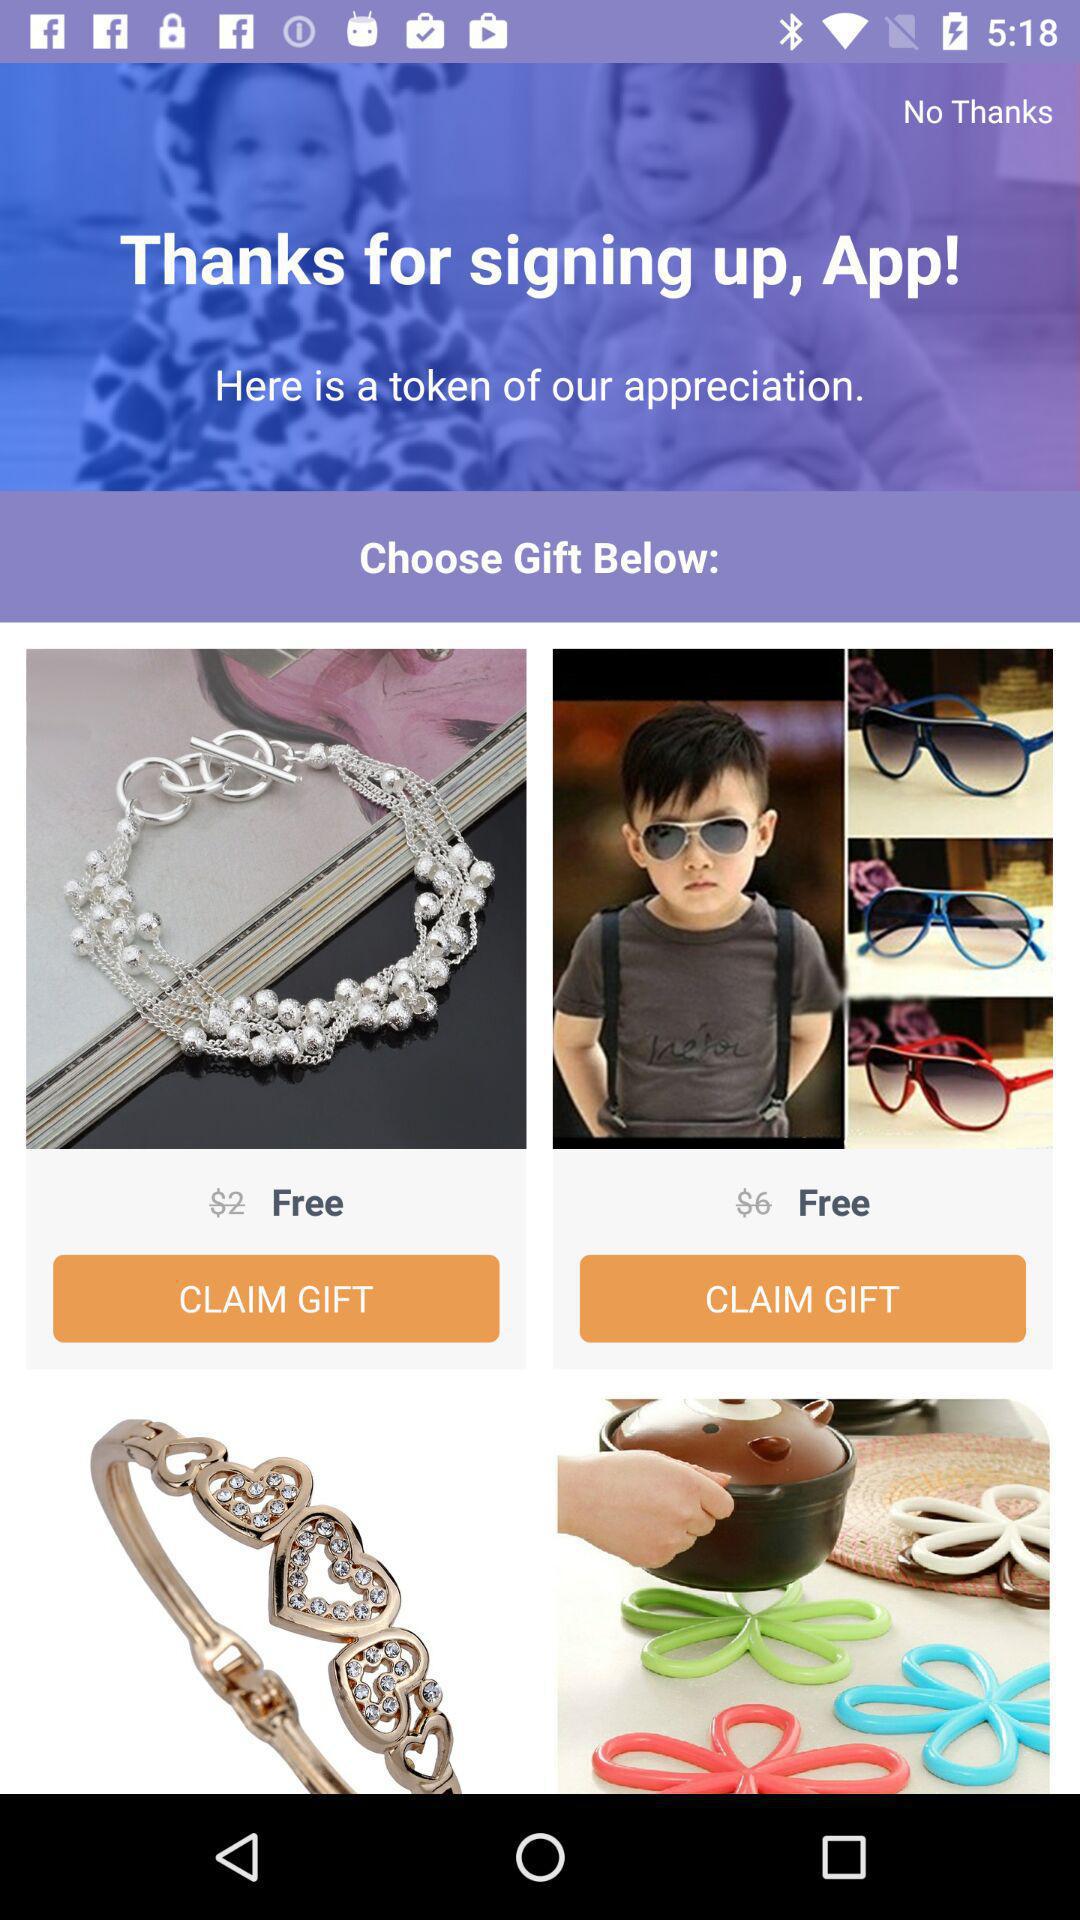 5:18
No Thanks
Thanks for signing up, App!
Here is a token of our appreciation.
Choose Gift Below:
$2 Free
$6 Free
CLAIM GIFT
CLAIM GIFT